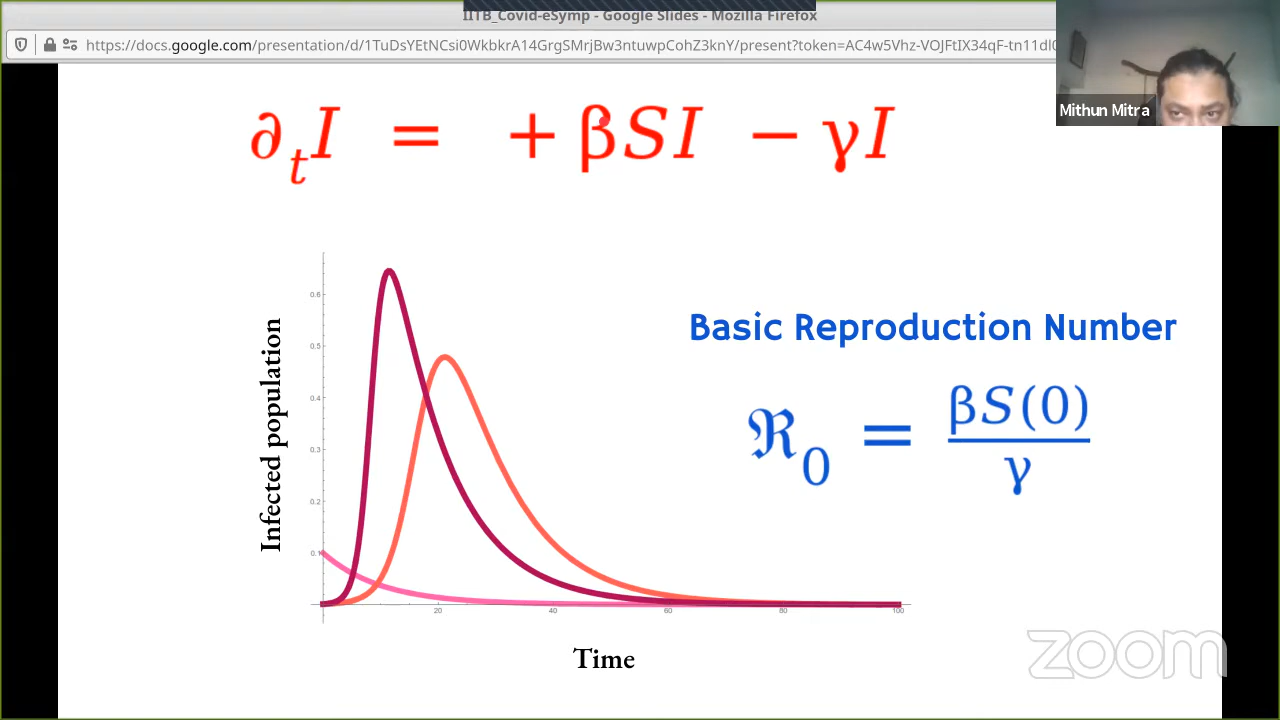 IITB_Covid-eSymp - Google Slides - Mozilla Firefox
https://docs.google.com/presentation/d/1TuDsYEtNCsi0WkbkrA14GrgSMrjBw3ntuwpCohZ3knY/present?token=AC4w5Vhz-VOJFtIX34qF-tn11dl0
Mithun Mitra
∂ₜI = + βSI − γI
Infected population
0.6
0.5
0.4
0.3
0.2
0.1
20 40 60 80 100
Time
Basic Reproduction Number
ℜ₀ = βS(0)/γ
zoom